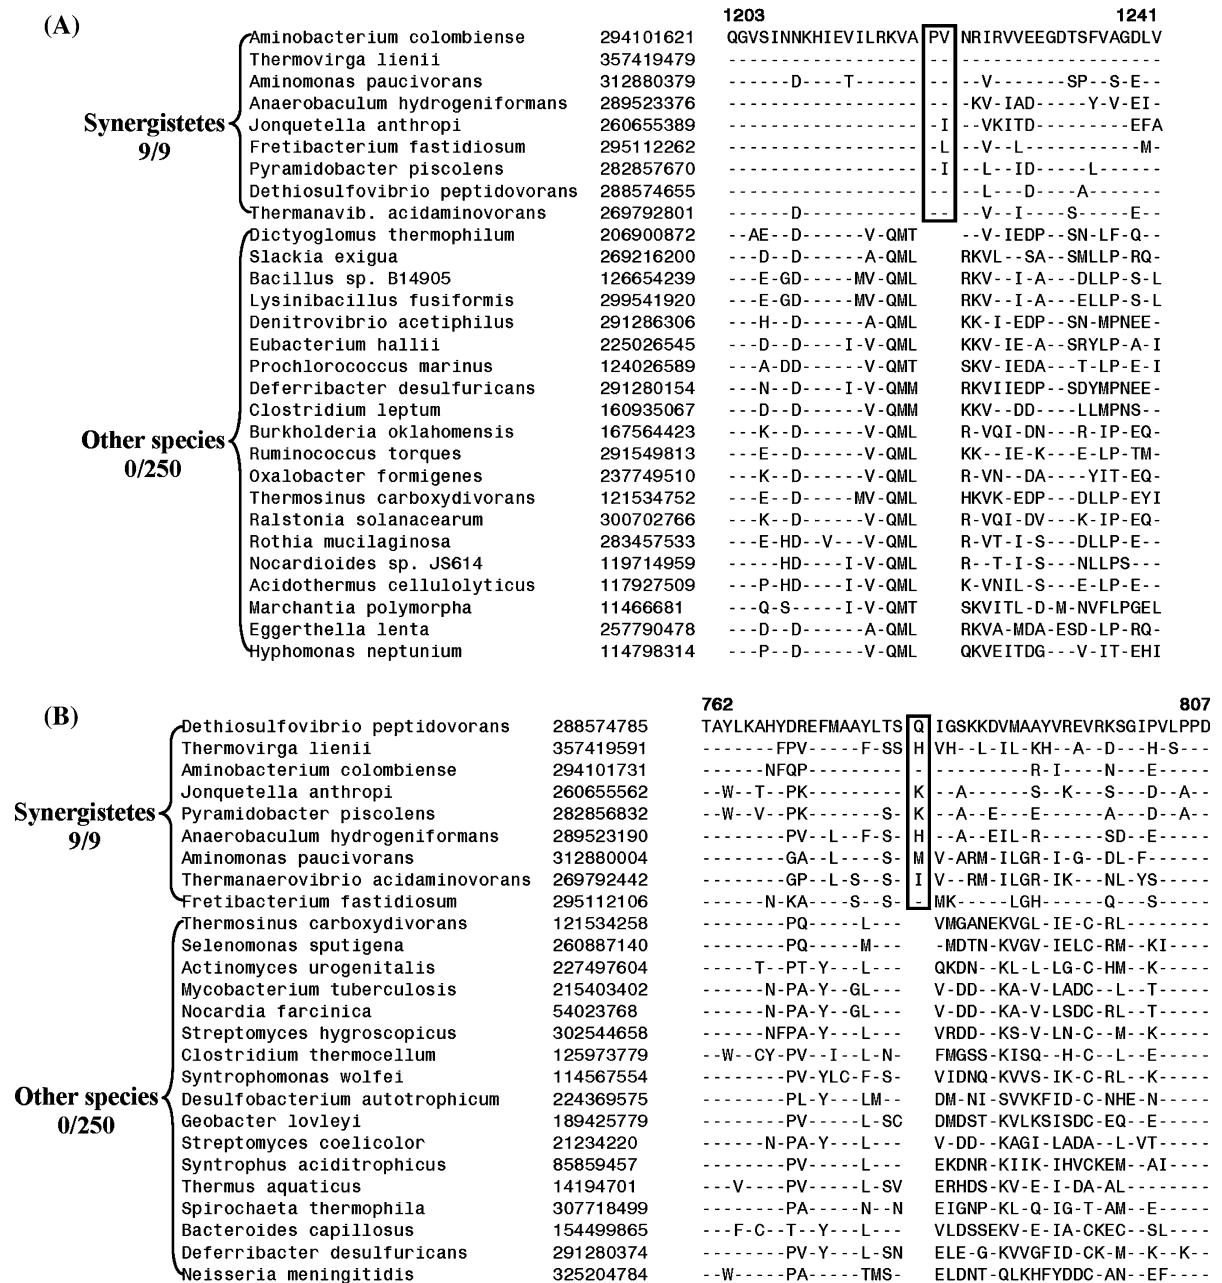 (A)
1203 1241
Aminobacterium colombiense 294101621 QGVSINNKHIEVILRKVA PV NRIRVVEEGDTSFVAGDLV
Thermovirga lienii 357419479 ------------------ -- ---------------------
Aminomonas paucivorans 312880379 ------D----T------ -- --V-------SP--S-E--
Anaerobaculum hydrogeniformans 289523376 ------------------ -- -KV-IAD-----Y-V-EI-
Synergistetes
9/9
Jonquetella anthropi 260655389 ------------------ -I --VKITD---------EFA
Fretibacterium fastidiosum 295112262 ------------------ -L --V--L-----------M-
Pyramidobacter piscolens 282857670 ------------------ -I --L--ID-----L------
Dethiosulfovibrio peptidovorans 288574655 ------------------ -- --L---D----A-------
Thermanavib. acidaminovorans 269792801 ------D----------- -- --V--I----S-----E--
Dictyoglomus thermophilum 206900872 --AE--D------V-QMT --V-IEDP--SN-LF-Q--
Slackia exigua 269216200 ---D--D------A-QML RKVL--SA--SMLLP-RQ-
Bacillus sp. B14905 126654239 ---E-GD-----MV-QML RKV--I-A---DLLP-S-L
Lysinibacillus fusiformis 299541920 ---E-GD-----MV-QML RKV--I-A---ELLP-S-L
Denitrovibrio acetiphilus 291286306 ---H--D------A-QML KK-I-EDP--SN-MPNEE-
Eubacterium hallii 225026545 ---D--D----I-V-QML KKV-IE-A--SRYLP-A-I
Prochlorococcus marinus 124026589 ---A-DD------V-QMT SKV-IEDA---T-LP-E-I
Deferribacter desulfuricans 291280154 ---N--D----I-V-QMM RKVIIEDP--SDYMPNEE-
Clostridium leptum 160935067 ---D--D------V-QMM KKV--DD----LLMPNS--
Other species
0/250
Burkholderia oklahomensis 167564423 ---K--D------V-QML R-VQI-DN---R-IP-EQ-
Ruminococcus torques 291549813 ---E--D------V-QML KK--IE-K---E-LP-TM-
Oxalobacter formigenes 237749510 ---K--D------V-QML R-VN--DA----YIT-EQ-
Thermosinus carboxydivorans 121534752 ---E--D-----MV-QML HKVK-EDP---DLLP-EYI
Ralstonia solanacearum 300702766 ---K--D------V-QML R-VQI-DV---K-IP-EQ-
Rothia mucilaginosa 283457533 ---E-HD--V---V-QML R-VT-I-S---DLLP-E--
Nocardioides sp. JS614 119714959 -----HD----I-V-QML R--T-I-S---NLLPS---
Acidothermus cellulolyticus 117927509 ---P-HD----I-V-QML K-VNIL-S---E-LP-E--
Marchantia polymorpha 11466681 ---Q-S-----I-V-QMT SKVITL-D-M-NVFLPGEL
Eggerthella lenta 257790478 ---D--D------A-QML RKVA-MDA-ESD-LP-RQ-
Hyphomonas neptunium 114798314 ---P--D------V-QML QKVEITDG---V-IT-EHI
(B)
762 807
Dethiosulfovibrio peptidovorans 288574785 TAYLKAHYDREFMAAYLTS Q IGSKKDVMAAYVREVRKSGIPVLPPD
Thermovirga lienii 357419591 -------FPV-----F-SS H VH--L-IL-KH--A--D---H-S---
Aminobacterium colombiense 294101731 ------NFQP--------- - ---------R-I----N---E-----
Jonquetella anthropi 260655562 --W--T--PK--------- K --A------S--K---S---D--A--
Synergistetes
9/9
Pyramidobacter piscolens 282856832 --W--V--PK-------S- K --A--E---E------A---D--A--
Anaerobaculum hydrogeniformans 289523190 --------PV--L--F-S- H --A--EIL-R------SD--E-----
Aminomonas paucivorans 312880004 --------GA--L----S- M V-ARM-ILGR-I-G--DL-F------
Thermanaerovibrio acidaminovorans 269792442 --------GP--L-S--S- I V--RM-ILGR-IK---NL-YS-----
Fretibacterium fastidiosum 295112106 ------N-KA----S--S- - MK-----LGH------Q---S-----
Thermosinus carboxydivorans 121534258 --------PQ-----L--- VMGANEKVGL-IE-C-RL--------
Selenomonas sputigena 260887140 --------PQ-----M--- -MDTN-KVGV-IELC-RM--KI----
Actinomyces urogenitalis 227497604 -----T--PT-Y---L--- QKDN--KL-L-LG-C-HM--K-----
Mycobacterium tuberculosis 215403402 ------N-PA-Y--GL--- V-DD--KA-V-LADC--L--T-----
Nocardia farcinica 54023768 ------N-PA-Y--GL--- V-DD--KA-V-LSDC-RL--T-----
Streptomyces hygroscopicus 302544658 ------NFPA-Y---L--- VRDD--KS-V-LN-C--M--K-----
Clostridium thermocellum 125973779 --W--CY-PV--I--L-N- FMGSS-KISQ--H-C--L--E-----
Syntrophomonas wolfei 114567554 --------PV-YLC-F-S- VIDNQ-KVVS-IK-C-RL--K-----
Other species
0/250
Desulfobacterium autotrophicum 224369575 --------PL-Y---LM-- DM-NI-SVVKFID-C-NHE-N-----
Geobacter lovleyi 189425779 --------PV-----L-SC DMDST-KVLKSISDC-EQ--E-----
Streptomyces coelicolor 21234220 ------N-PA-Y---L--- V-DD--KAGI-LADA--L-VT-----
Syntrophus aciditrophicus 85859457 --------PV-----L--- EKDNR-KIIK-IHVCKEM--AI----
Thermus aquaticus 14194701 ---V----PV-----L-SV ERHDS-KV-E-I-DA-AL--------
Spirochaeta thermophila 307718499 --------PA-----N--N EIGNP-KL-Q-IG-T-AM--E-----
Bacteroides capillosus 154499865 ---F-C--T--Y---L--- VLDSSEKV-E-IA-CKEC--SL----
Deferribacter desulfuricans 291280374 --------PV-Y---L-SN ELE-G-KVVGFID-CK-M--K--K--
Neisseria meningitidis 325204784 --W-----PA-----TMS- ELDNT-QLKHFYDDC-AN--EF----